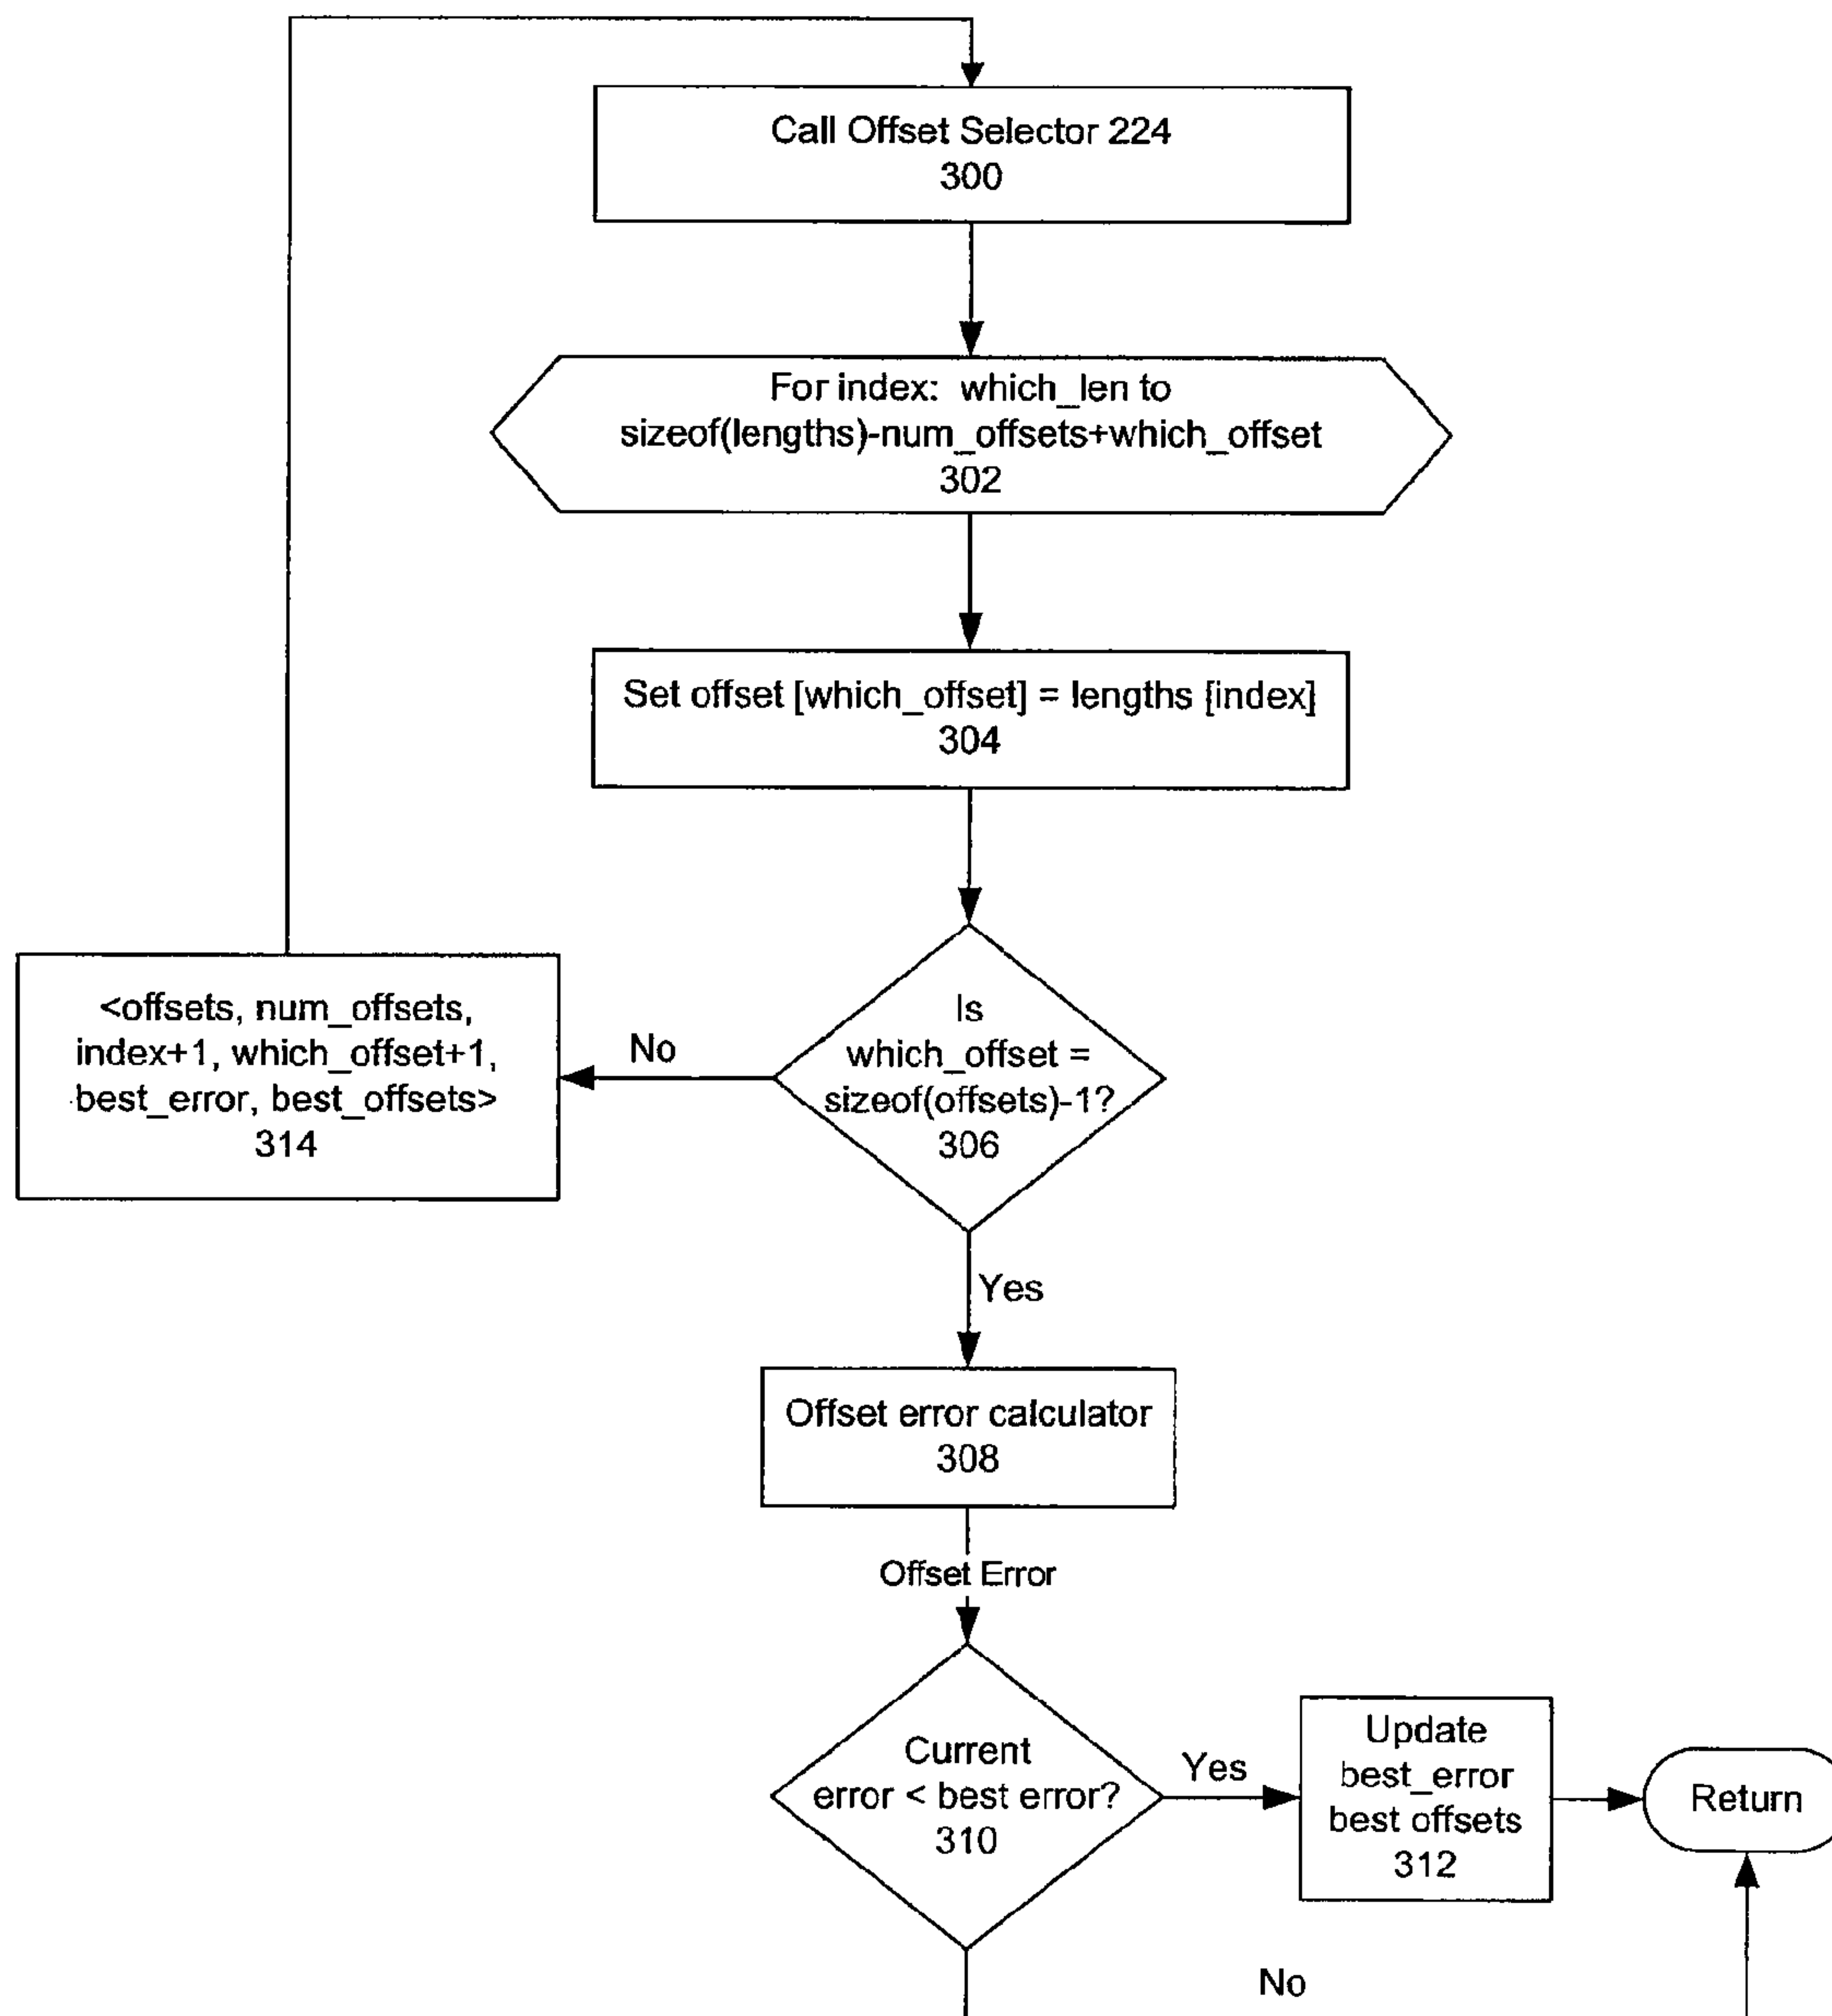 Call Offset Selector 224
300
For index: which_len to
sizeof(lengths)-num_offsets+which_offset
302
Set offset [which_offset] = lengths [index]
304
Is
which_offset =
sizeof(offsets)-1?
306
No
<offsets, num_offsets,
index+1, which_offset+1,
best_error, best_offsets>
314
Yes
Offset error calculator
308
Offset Error
Current
error < best error?
310
Yes
Update
best_error
best offsets
312
Return
No